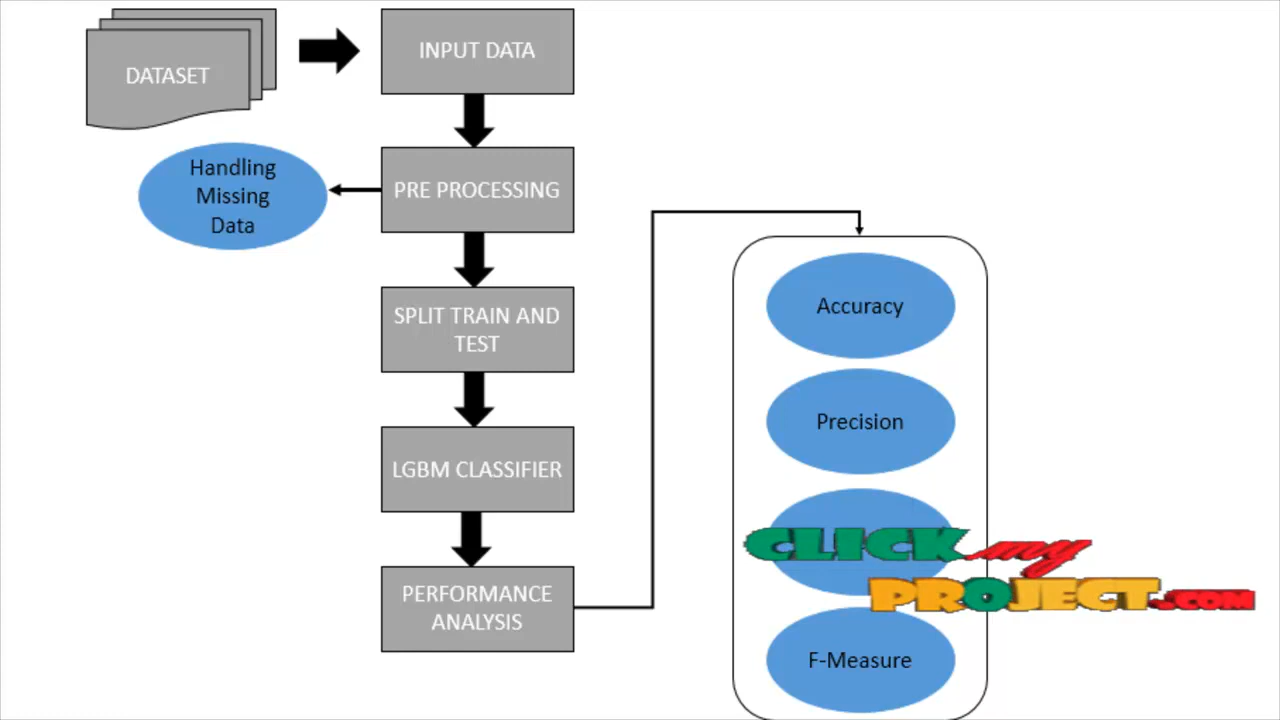 DATASET
INPUT DATA
Handling
Missing
Data
PRE PROCESSING
SPLIT TRAIN AND
TEST
LGBM CLASSIFIER
PERFORMANCE
ANALYSIS
Accuracy
Precision
CLICK my
PROJECT.COM
F-Measure